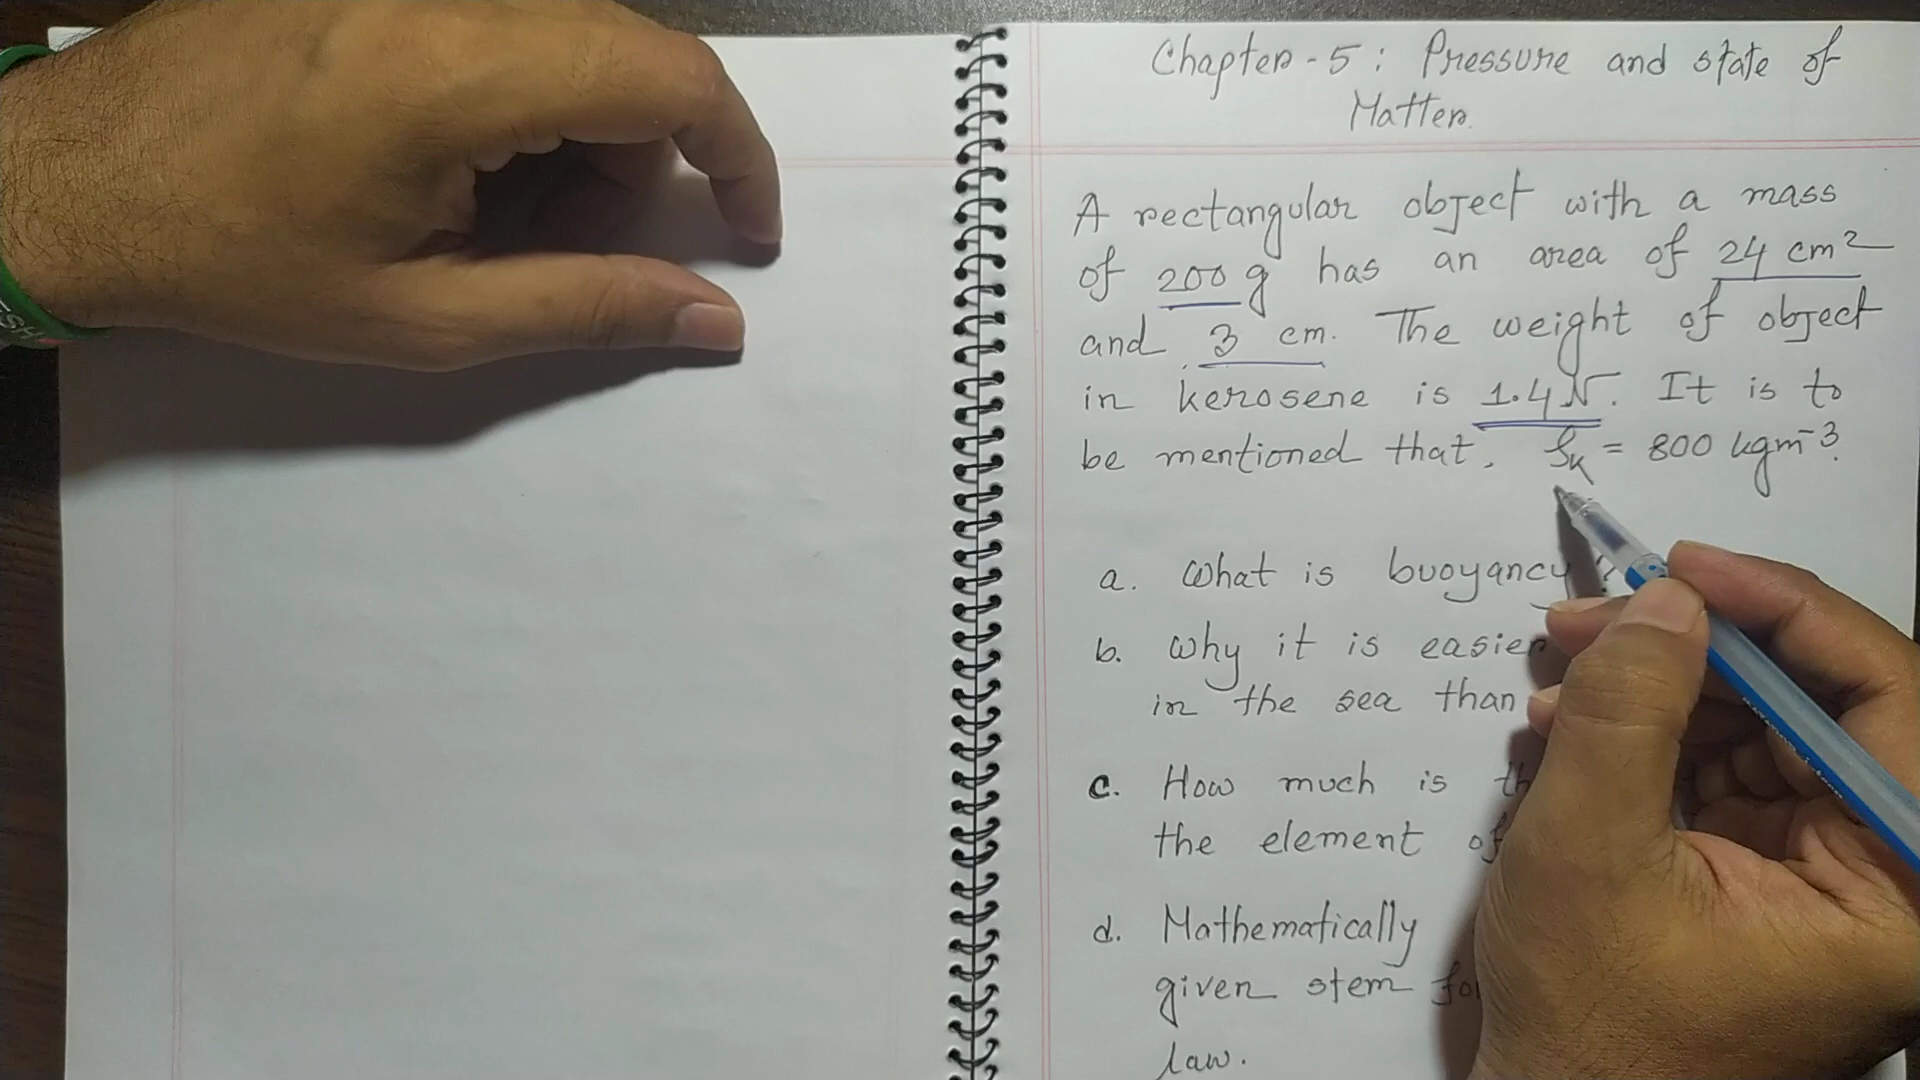 Chapter - 5 : Pressure and state of
Matter.
A rectangular object with a mass
of 200 g has an area of 24 cm²
and 3 cm. The weight of object
in kerosene is 1.4 N. It is to
be mentioned that, ρk = 800 kgm⁻³.
a. What is buoyancy?
b. Why it is easier
in the sea than
c. How much is
the element of
d. Mathematically
given stem
law.